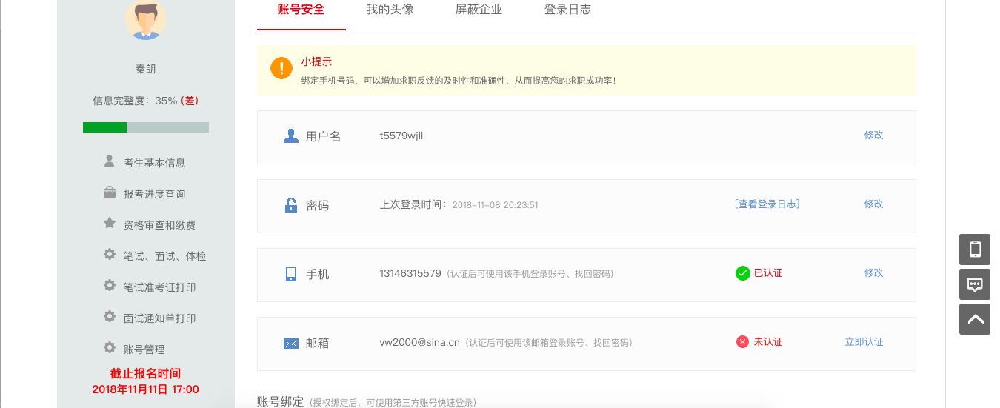 账号安全 我的头像 屏蔽企业 登录日志
秦朗
信息完整度：35% (差)
考生基本信息
报考进度查询
资格审查和缴费
笔试、面试、体检
笔试准考证打印
面试通知单打印
账号管理
截止报名时间
2018年11月11日 17:00
小提示
绑定手机号码，可以增加求职反馈的及时性和准确性，从而提高您的求职成功率！
用户名 t5579wjll 修改
密码 上次登录时间：2018-11-08 20:23:51 [查看登录日志] 修改
手机 13146315579（认证后可使用该手机登录账号、找回密码） 已认证 修改
邮箱 vw2000@sina.cn（认证后可使用该邮箱登录账号、找回密码） 未认证 立即认证
账号绑定（授权绑定后，可使用第三方账号快速登录）